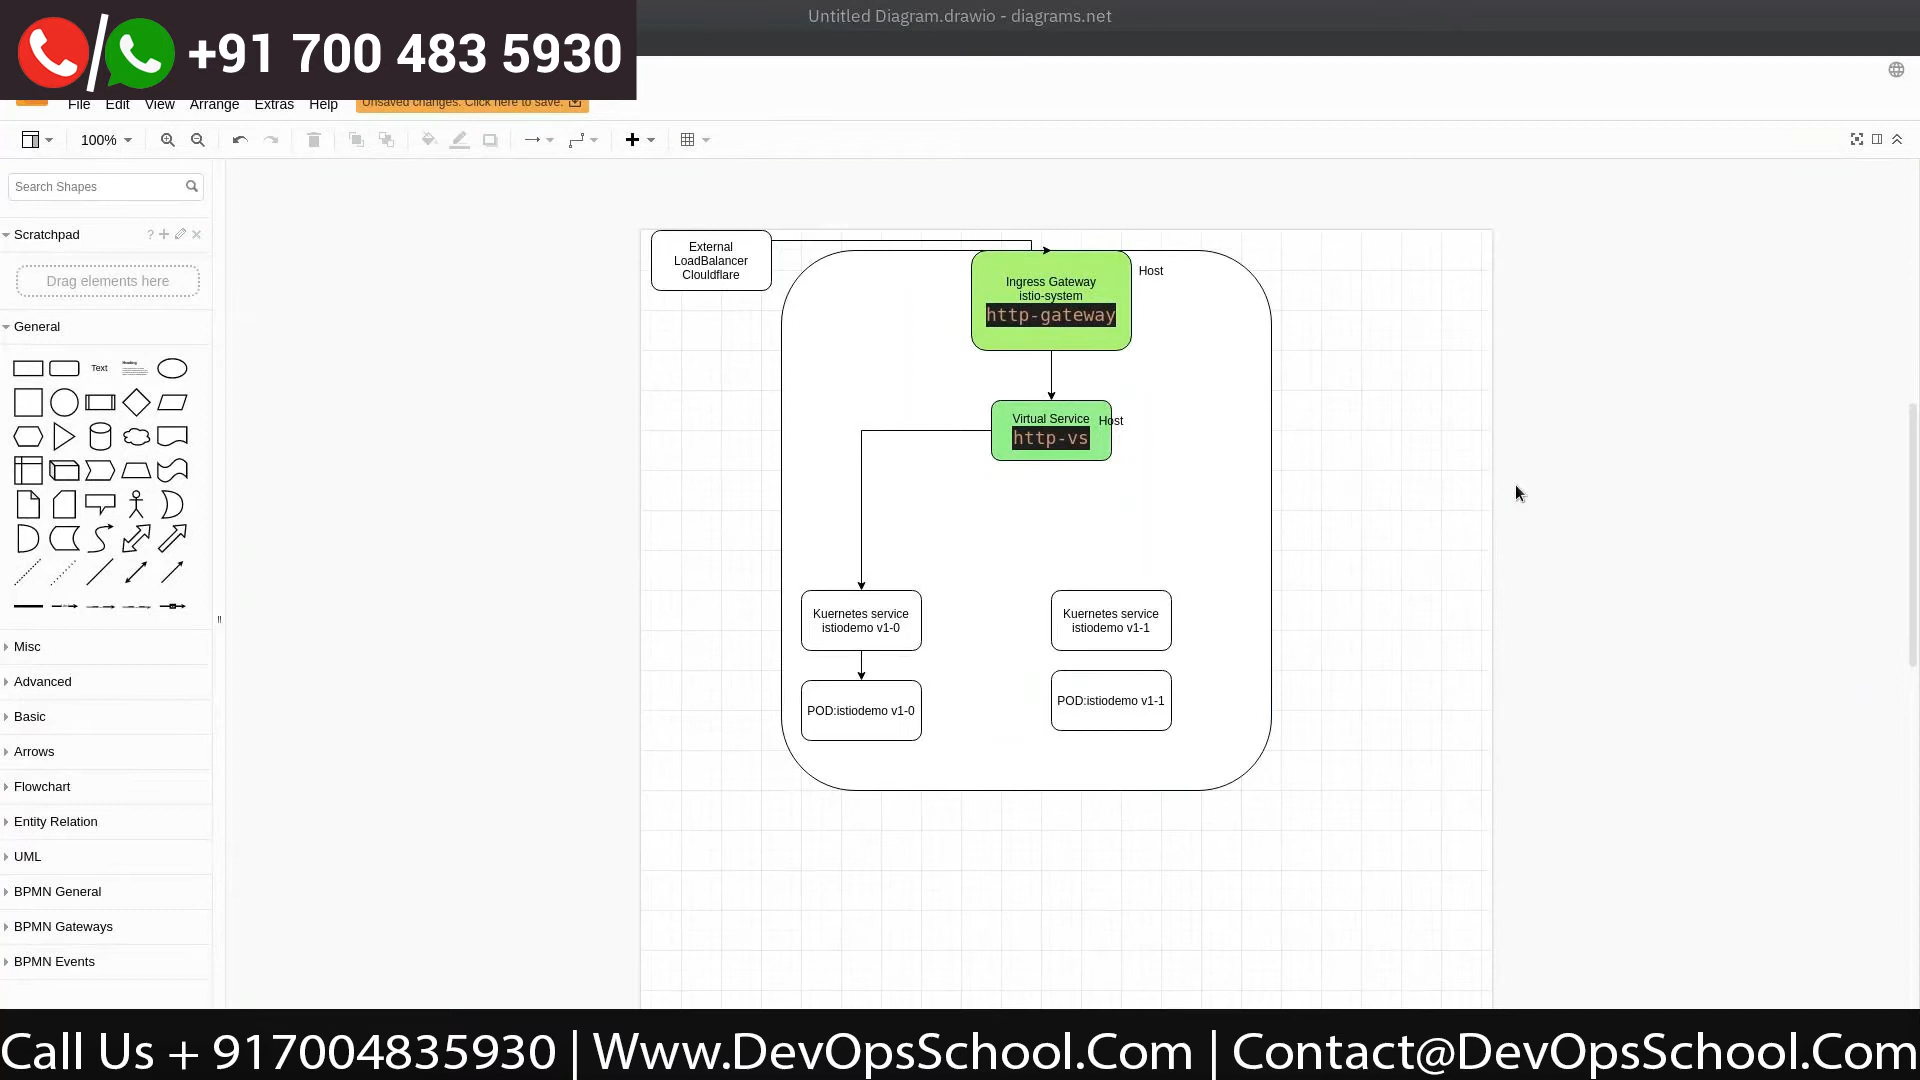 Untitled Diagram.drawio - diagrams.net
+91 700 483 5930
File Edit View Arrange Extras Help
Unsaved changes. Click here to save.
100%
Search Shapes
Scratchpad
?
Drag elements here
General
Text
Heading
Misc
Advanced
Basic
Arrows
Flowchart
Entity Relation
UML
BPMN General
BPMN Gateways
BPMN Events
External
LoadBalancer
Clouldflare
Ingress Gateway
istio-system
http-gateway
Host
Virtual Service
http-vs
Host
Kuernetes service
istiodemo v1-0
Kuernetes service
istiodemo v1-1
POD:istiodemo v1-0
POD:istiodemo v1-1
Call Us + 917004835930 | Www.DevOpsSchool.Com | Contact@DevOpsSchool.Com